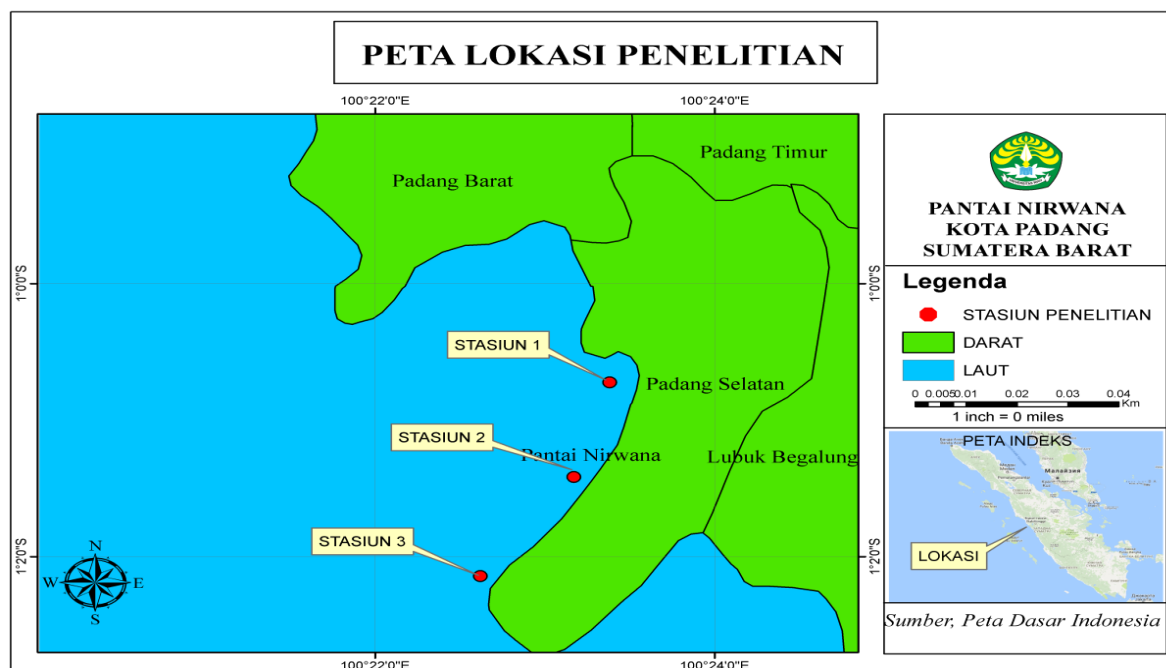 PETA LOKASI PENELITIAN
100°22'0"E
100°24'0"E
Padang Timur
Padang Barat
1°0'0"S
1°0'0"S
STASIUN 1
Padang Selatan
STASIUN 2
Pantai Nirwana
Lubuk Begalung
STASIUN 3
1°2'0"S
1°2'0"S
N
W
E
S
100°22'0"E
100°24'0"E
PANTAI NIRWANA
KOTA PADANG
SUMATERA BARAT
Legenda
STASIUN PENELITIAN
DARAT
LAUT
0 0.005 0.01 0.02 0.03 0.04
Km
1 inch = 0 miles
PETA INDEKS
Малайзия
LOKASI
Sumber, Peta Dasar Indonesia